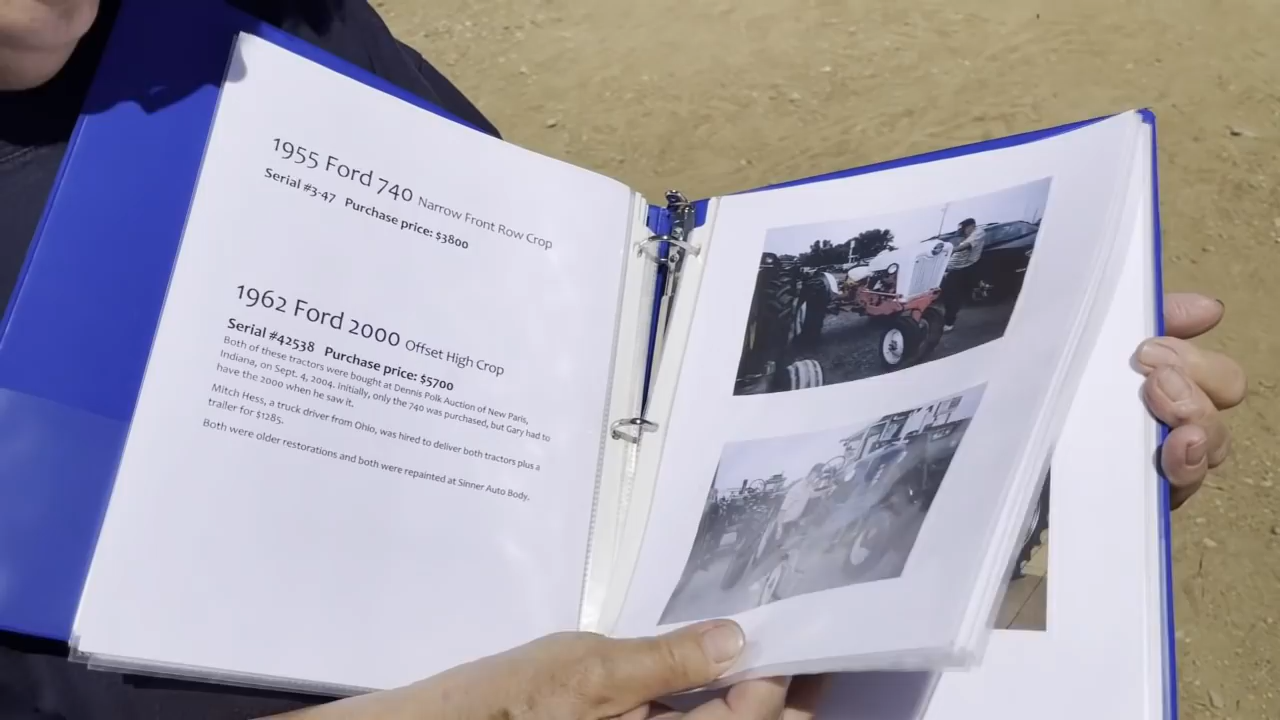 1955 Ford 740 Narrow Front Row Crop
Serial #3-47 Purchase price: $3800
1962 Ford 2000 Offset High Crop
Serial #42538 Purchase price: $5700
Both of these tractors were bought at Dennis Polk Auction of New Paris,
Indiana, on Sept. 4, 2004. Initially, only the 740 was purchased, but Gary had to
have the 2000 when he saw it.
Mitch Hess, a truck driver from Ohio, was hired to deliver both tractors plus a
trailer for $1285.
Both were older restorations and both were repainted at Sinner Auto Body.